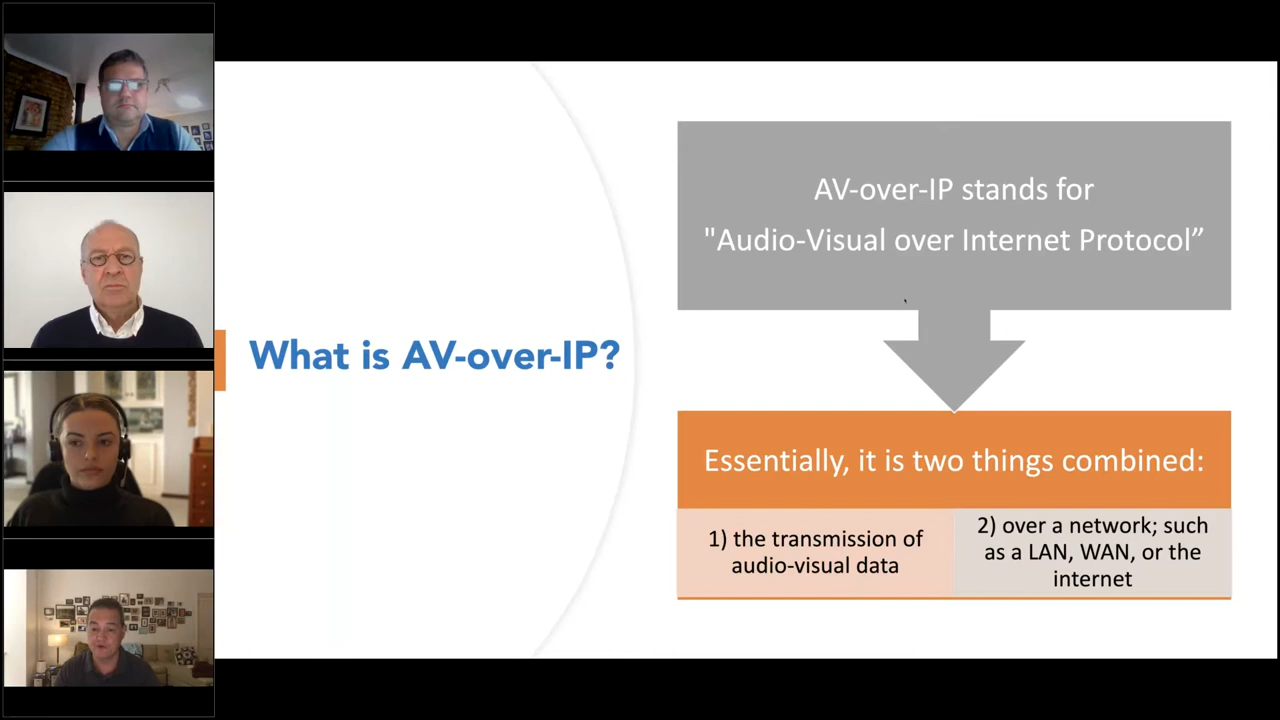 What is AV-over-IP?
AV-over-IP stands for
"Audio-Visual over Internet Protocol”
Essentially, it is two things combined:
1) the transmission of
audio-visual data
2) over a network; such
as a LAN, WAN, or the
internet